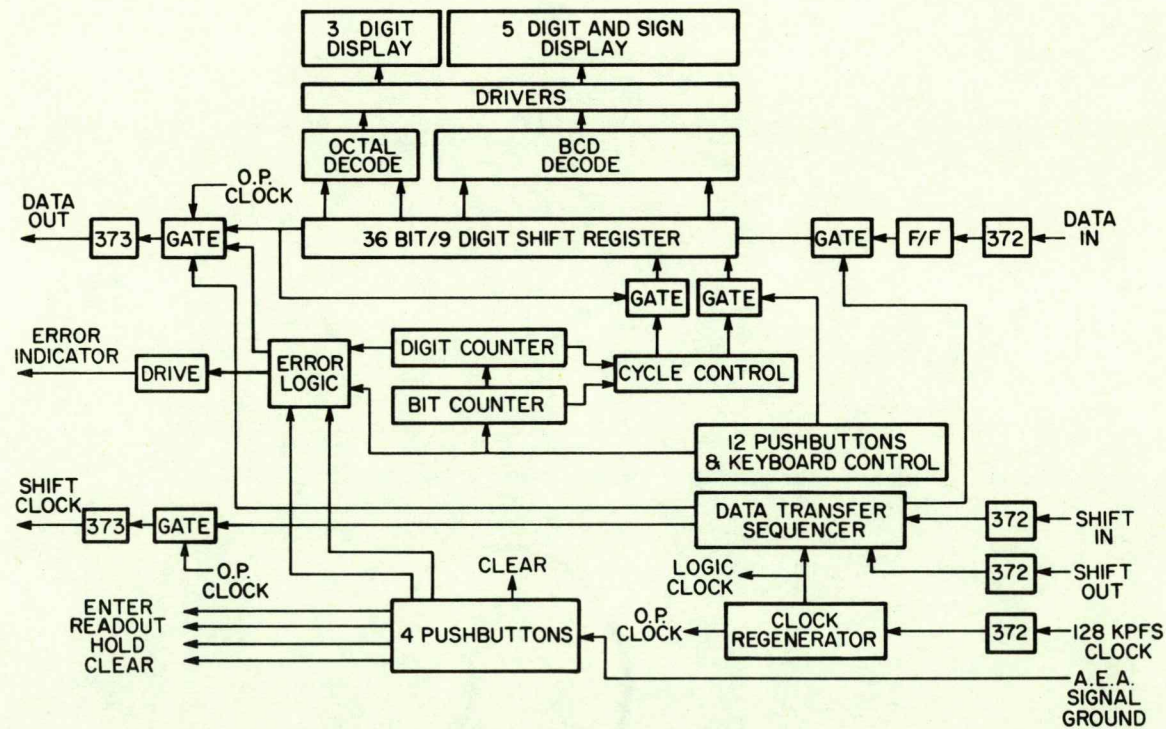 3 DIGIT
DISPLAY
5 DIGIT AND SIGN
DISPLAY
DRIVERS
OCTAL
DECODE
BCD
DECODE
O.P.
CLOCK
DATA
OUT
373
GATE
36 BIT/9 DIGIT SHIFT REGISTER
GATE
F/F
372
DATA
IN
GATE
GATE
ERROR
INDICATOR
DRIVE
ERROR
LOGIC
DIGIT COUNTER
BIT COUNTER
CYCLE CONTROL
12 PUSHBUTTONS
& KEYBOARD CONTROL
SHIFT
CLOCK
373
GATE
O.P.
CLOCK
DATA TRANSFER
SEQUENCER
372
SHIFT
IN
372
SHIFT
OUT
CLEAR
LOGIC
CLOCK
ENTER
READOUT
HOLD
CLEAR
4 PUSHBUTTONS
O.P.
CLOCK
CLOCK
REGENERATOR
372
128 KPFS
CLOCK
A.E.A.
SIGNAL
GROUND